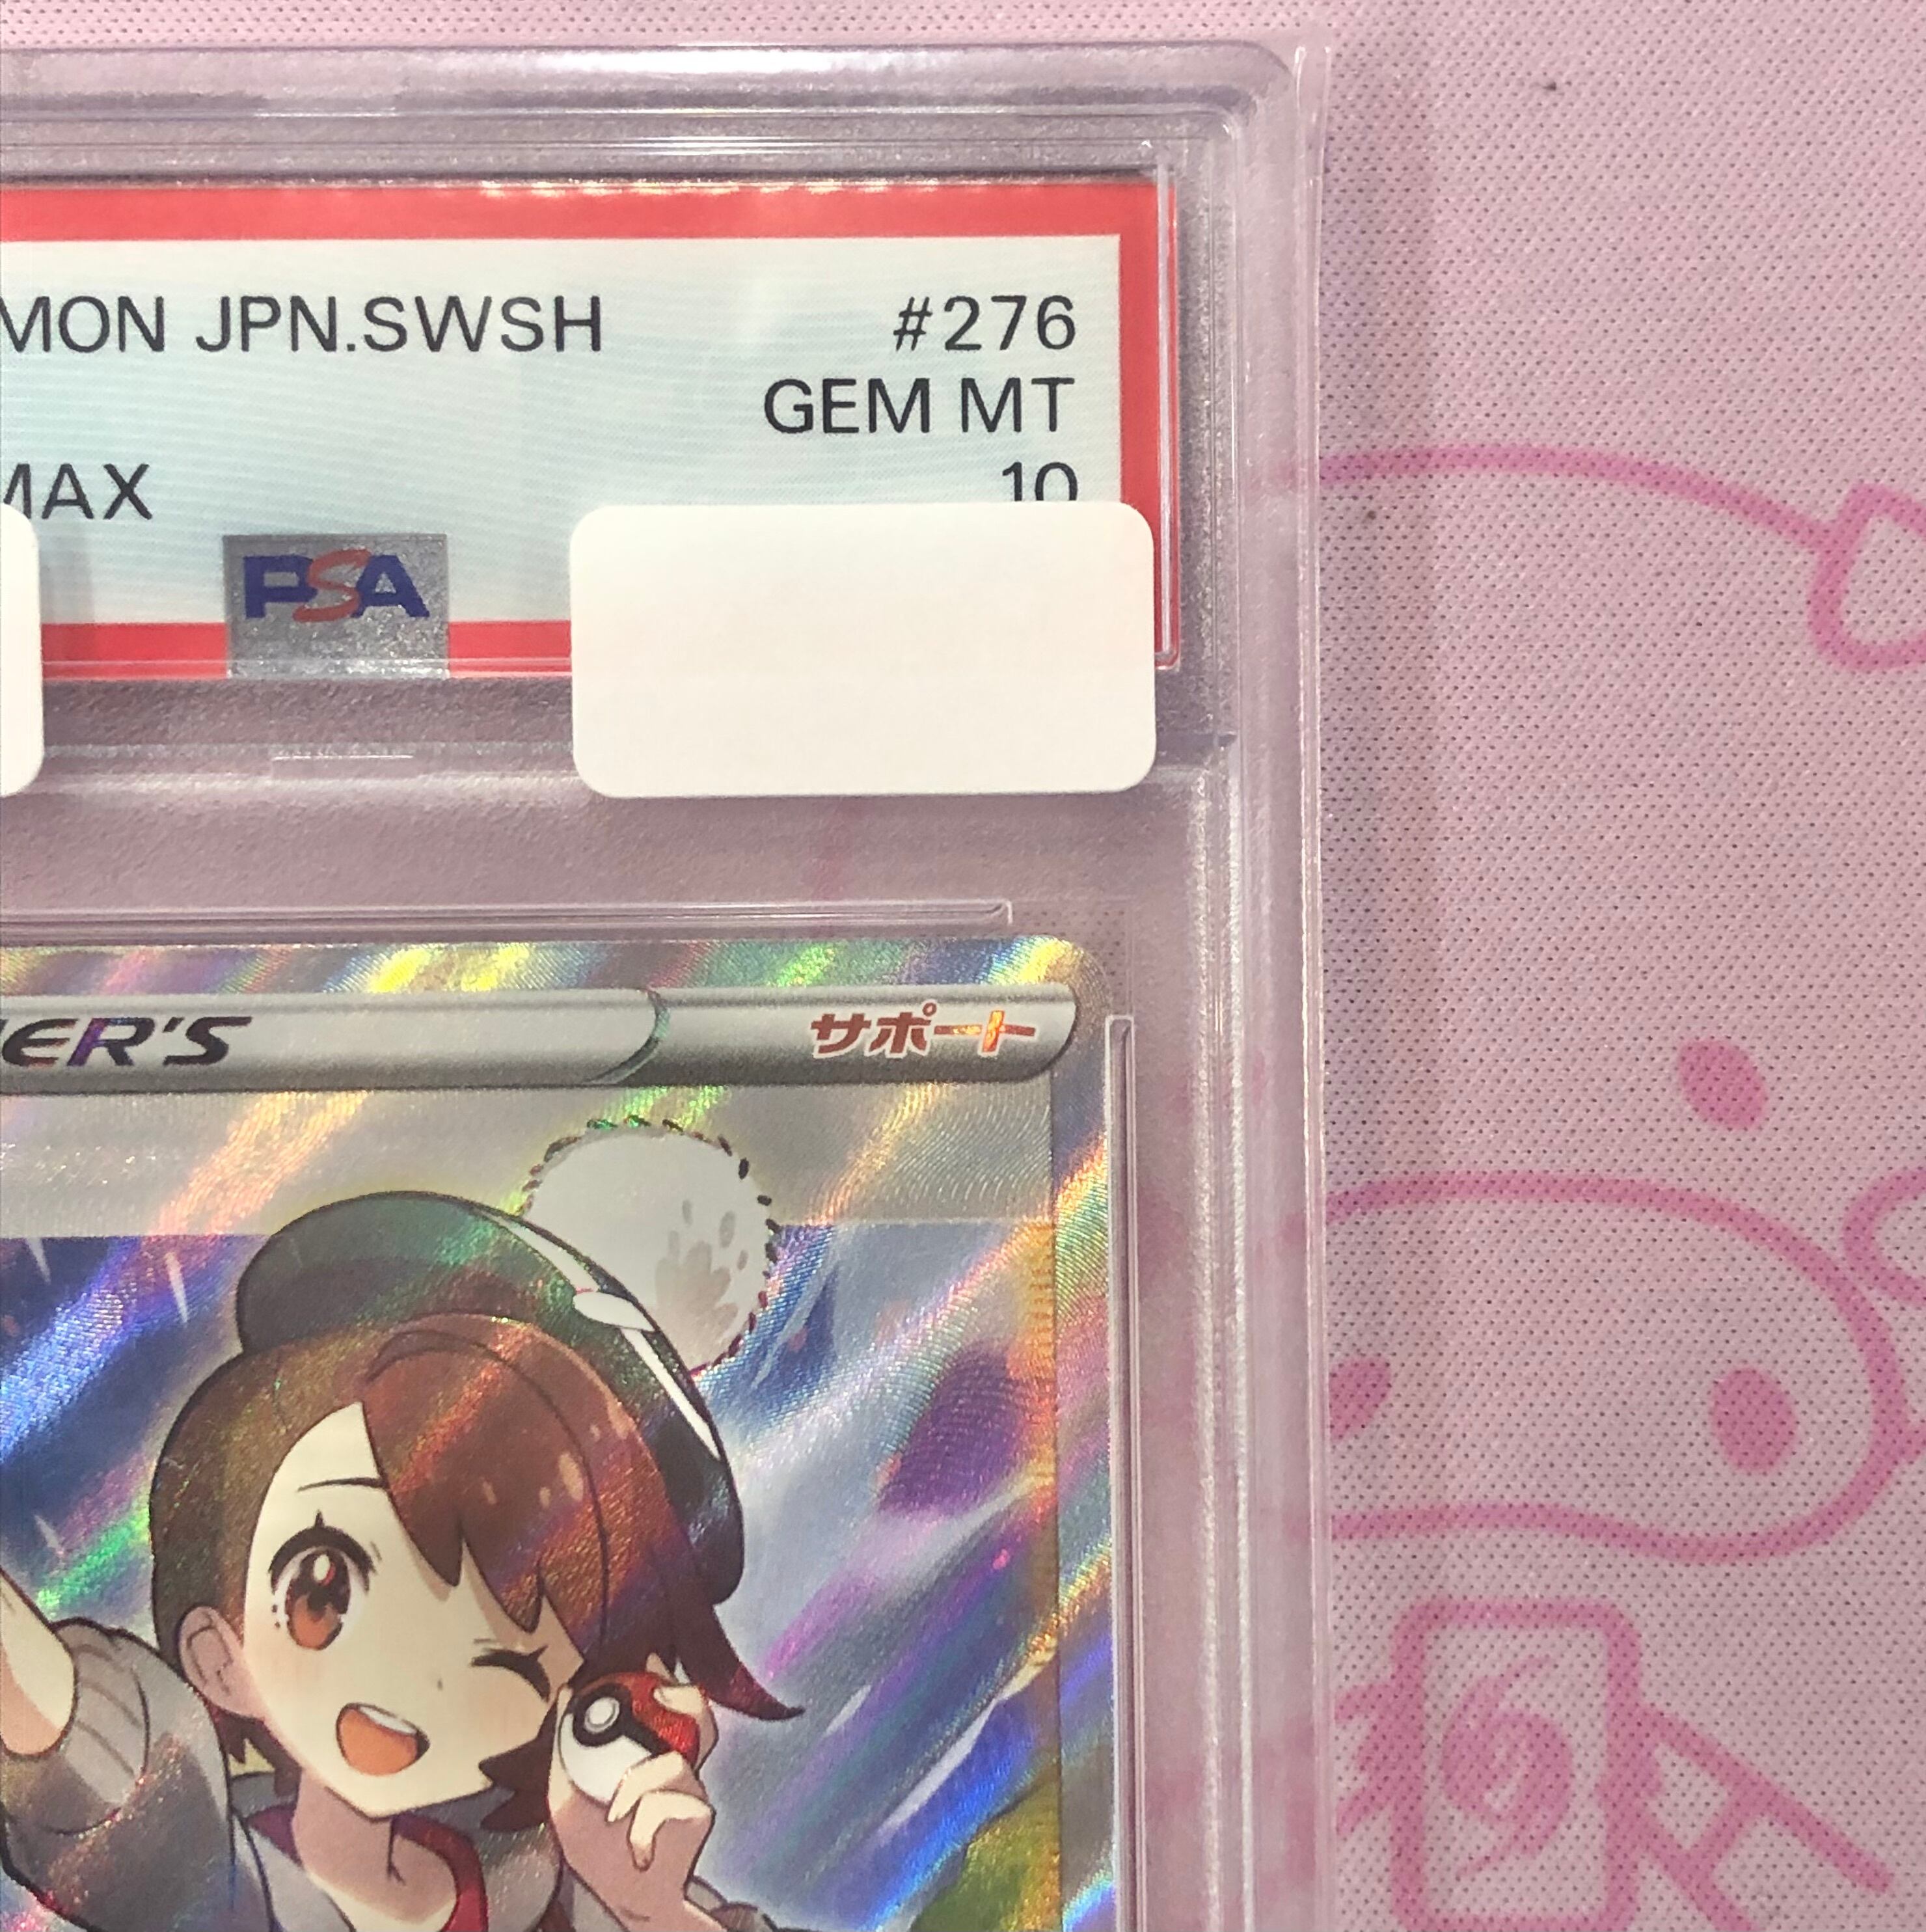 MON JPN.SWSH #276
GEM MT
MAX 10
PSA
ER'S サポート